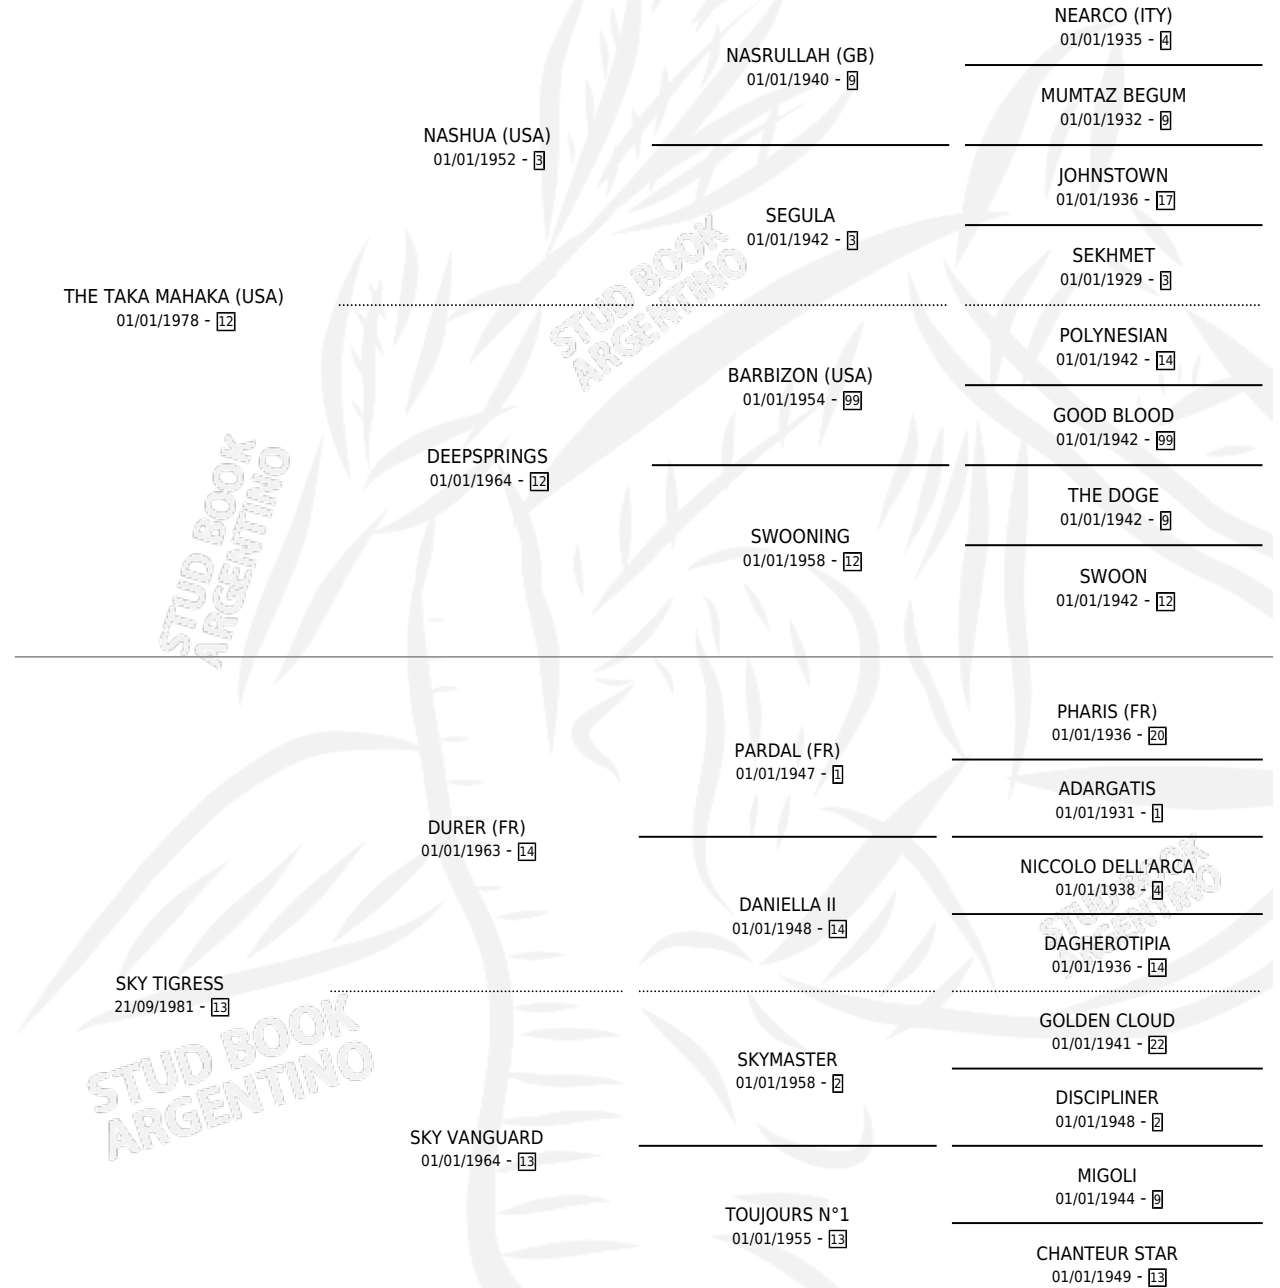 NEARCO (ITY)
01/01/1935 - 4
NASRULLAH (GB)
01/01/1940 - 9
MUMTAZ BEGUM
01/01/1932 - 9
NASHUA (USA)
01/01/1952 - 3
JOHNSTOWN
01/01/1936 - 17
SEGULA
01/01/1942 - 3
SEKHMET
01/01/1929 - 3
THE TAKA MAHAKA (USA)
01/01/1978 - 12
POLYNESIAN
01/01/1942 - 14
BARBIZON (USA)
01/01/1954 - 99
GOOD BLOOD
01/01/1942 - 99
DEEPSPRINGS
01/01/1964 - 12
THE DOGE
01/01/1942 - 9
SWOONING
01/01/1958 - 12
SWOON
01/01/1942 - 12
STUD BOOK
ARGENTINO
STUD BOOK
ARGENTINO
PHARIS (FR)
01/01/1936 - 20
PARDAL (FR)
01/01/1947 - 1
ADARGATIS
01/01/1931 - 1
DURER (FR)
01/01/1963 - 14
NICCOLO DELL'ARCA
01/01/1938 - 4
DANIELLA II
01/01/1948 - 14
DAGHEROTIPIA
01/01/1936 - 14
STUD BOOK
ARGENTINO
SKY TIGRESS
21/09/1981 - 13
GOLDEN CLOUD
01/01/1941 - 22
SKYMASTER
01/01/1958 - 2
DISCIPLINER
01/01/1948 - 2
STUD BOOK
ARGENTINO
SKY VANGUARD
01/01/1964 - 13
MIGOLI
01/01/1944 - 9
TOUJOURS N°1
01/01/1955 - 13
CHANTEUR STAR
01/01/1949 - 13